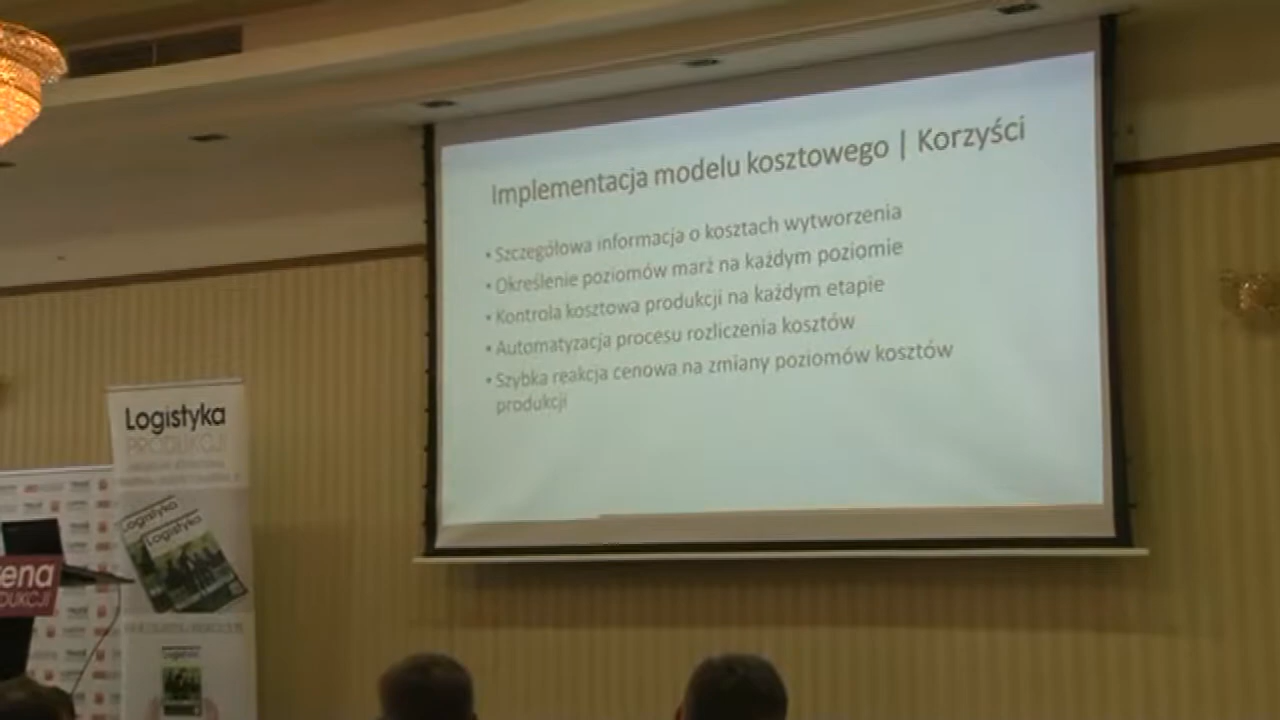 Implementacja modelu kosztowego | Korzyści
• Szczegółowa informacja o kosztach wytworzenia
• Określenie poziomów marż na każdym poziomie
• Kontrola kosztowa produkcji na każdym etapie
• Automatyzacja procesu rozliczenia kosztów
• Szybka reakcja cenowa na zmiany poziomów kosztów
produkcji
Logistyka
PRODUKCJI
Logistyka
Logistyka
ena
DUKCJI